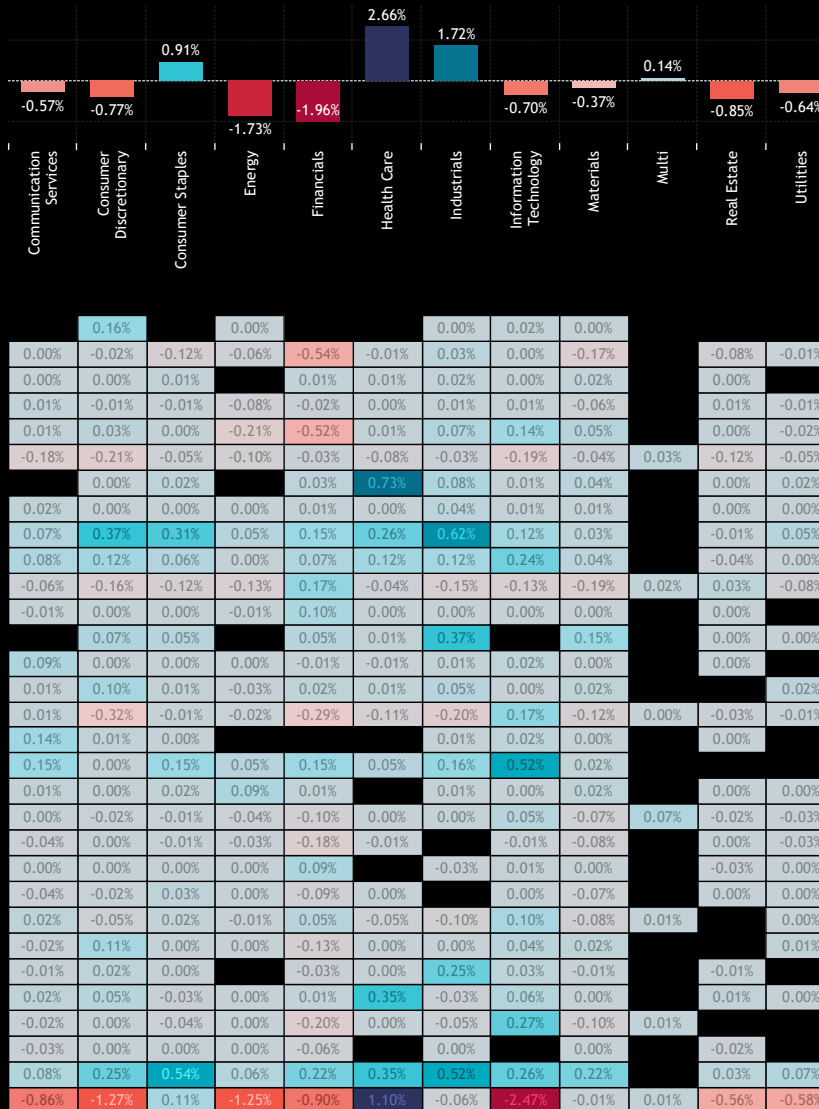 2.66%
1.72%
0.91%
0.14%
-0.57% -0.77% -1.73% -1.96% -0.70% -0.37% -0.85% -0.64%
Communication Services
Consumer Discretionary
Consumer Staples
Energy
Financials
Health Care
Industrials
Information Technology
Materials
Multi
Real Estate
Utilities
0.16% 0.00% 0.00% 0.02% 0.00%
0.00% -0.02% -0.12% -0.06% -0.54% -0.01% 0.03% 0.00% -0.17% -0.08% -0.01%
0.00% 0.00% 0.01% 0.01% 0.01% 0.02% 0.00% 0.02% 0.00%
0.01% -0.01% -0.01% -0.08% -0.02% 0.00% 0.01% 0.01% -0.06% 0.01% -0.01%
0.01% 0.03% 0.00% -0.21% -0.52% 0.01% 0.07% 0.14% 0.05% 0.00% -0.02%
-0.18% -0.21% -0.05% -0.10% -0.03% -0.08% -0.03% -0.19% -0.04% 0.03% -0.12% -0.05%
0.00% 0.02% 0.03% 0.73% 0.08% 0.01% 0.04% 0.00% 0.02%
0.02% 0.00% 0.00% 0.00% 0.01% 0.00% 0.04% 0.01% 0.01% 0.00% 0.00%
0.07% 0.37% 0.31% 0.05% 0.15% 0.26% 0.62% 0.12% 0.03% -0.01% 0.05%
0.08% 0.12% 0.06% 0.00% 0.07% 0.12% 0.12% 0.24% 0.04% -0.04% 0.00%
-0.06% -0.16% -0.12% -0.13% 0.17% -0.04% -0.15% -0.13% -0.19% 0.02% 0.03% -0.08%
-0.01% 0.00% 0.00% -0.01% 0.10% 0.00% 0.00% 0.00% 0.00% 0.00%
0.07% 0.05% 0.05% 0.01% 0.37% 0.15% 0.00% 0.00%
0.09% 0.00% 0.00% 0.00% -0.01% -0.01% 0.01% 0.02% 0.00% 0.00%
0.01% 0.10% 0.01% -0.03% 0.02% 0.01% 0.05% 0.00% 0.02% 0.02%
0.01% -0.32% -0.01% -0.02% -0.29% -0.11% -0.20% 0.17% -0.12% 0.00% -0.03% -0.01%
0.14% 0.01% 0.00% 0.01% 0.02% 0.00% 0.00%
0.15% 0.00% 0.15% 0.05% 0.15% 0.05% 0.16% 0.52% 0.02%
0.01% 0.00% 0.02% 0.09% 0.01% 0.01% 0.00% 0.02% 0.00% 0.00%
0.00% -0.02% -0.01% -0.04% -0.10% 0.00% 0.00% 0.05% -0.07% 0.07% -0.02% -0.03%
-0.04% 0.00% -0.01% -0.03% -0.18% -0.01% -0.01% -0.08% 0.00% -0.03%
0.00% 0.00% 0.00% 0.00% 0.09% -0.03% 0.01% 0.00% -0.03% 0.00%
-0.04% -0.02% 0.03% 0.00% -0.09% 0.00% 0.00% -0.07% 0.00% 0.00%
0.02% -0.05% 0.02% -0.01% 0.05% -0.05% -0.10% 0.10% -0.08% 0.01% 0.00%
-0.02% 0.11% 0.00% 0.00% -0.13% 0.00% 0.00% 0.04% 0.02% 0.01%
-0.01% 0.02% 0.00% -0.03% 0.00% 0.25% 0.03% -0.01% -0.01%
0.02% 0.05% -0.03% 0.00% 0.01% 0.35% -0.03% 0.06% 0.00% 0.01% 0.00%
-0.02% 0.00% -0.04% 0.00% -0.20% 0.00% -0.05% 0.27% -0.10% 0.01%
-0.03% 0.00% 0.00% 0.00% -0.06% 0.00% 0.00% -0.02%
0.08% 0.25% 0.54% 0.06% 0.22% 0.35% 0.52% 0.26% 0.22% 0.03% 0.07%
-0.86% -1.27% 0.11% -1.25% -0.90% 1.10% -0.06% -2.47% -0.01% 0.01% -0.56% -0.58%